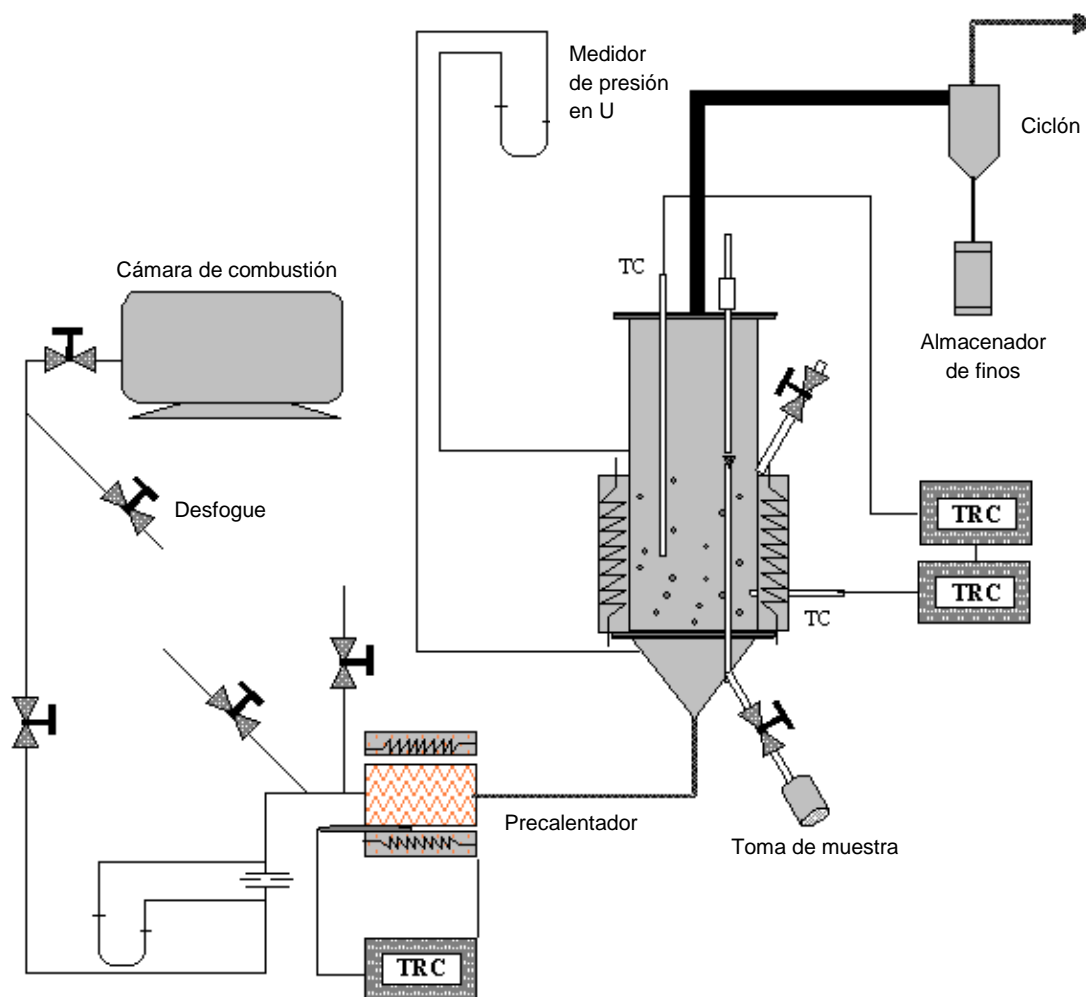 Medidor
de presión
en U
Ciclón
TC
Cámara de combustión
Almacenador
de finos
Desfogue
TRC
TRC
TC
Precalentador
Toma de muestra
TRC